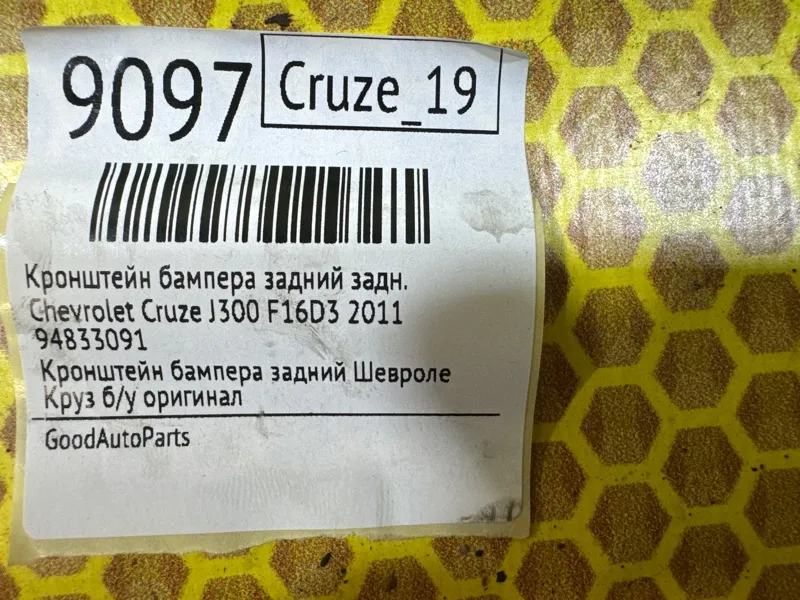 9097
Cruze_19
Кронштейн бампера задний задн.
Chevrolet Cruze J300 F16D3 2011
94833091
Кронштейн бампера задний Шевроле
Круз б/у оригинал
GoodAutoParts